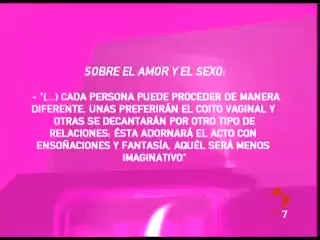 SOBRE EL AMOR Y EL SEXO:
- "(...) CADA PERSONA PUEDE PROCEDER DE MANERA
DIFERENTE. UNAS PREFERIRÁN EL COITO VAGINAL Y
OTRAS SE DECANTARÁN POR OTRO TIPO DE
RELACIONES; ÉSTA ADORNARÁ EL ACTO CON
ENSOÑACIONES Y FANTASÍA, AQUÉL SERÁ MENOS
IMAGINATIVO"
7